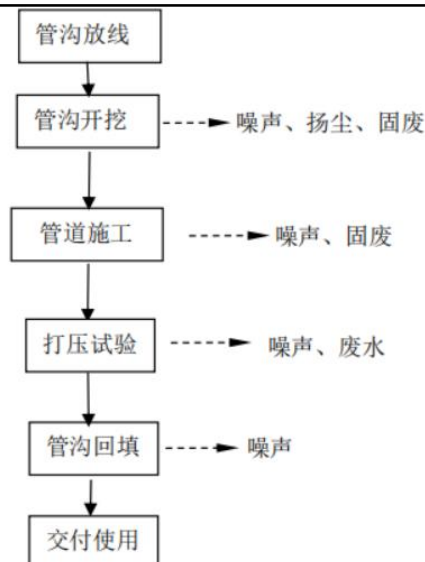 管沟放线
管沟开挖
噪声、扬尘、固废
管道施工
噪声、固废
打压试验
噪声、废水
管沟回填
噪声
交付使用